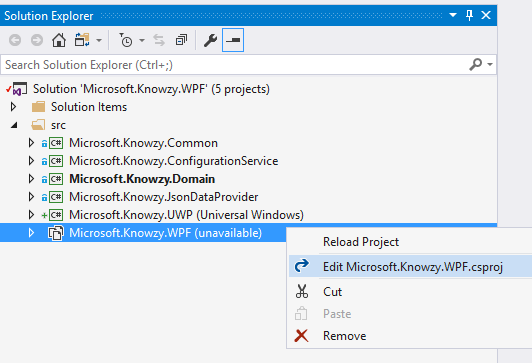 Solution Explorer
Search Solution Explorer (Ctrl+;)
Solution 'Microsoft.Knowzy.WPF' (5 projects)
Solution Items
src
C# Microsoft.Knowzy.Common
C# Microsoft.Knowzy.ConfigurationService
C# Microsoft.Knowzy.Domain
C# Microsoft.Knowzy.JsonDataProvider
C# Microsoft.Knowzy.UWP (Universal Windows)
Microsoft.Knowzy.WPF (unavailable)
Reload Project
Edit Microsoft.Knowzy.WPF.csproj
Cut
Paste
Remove